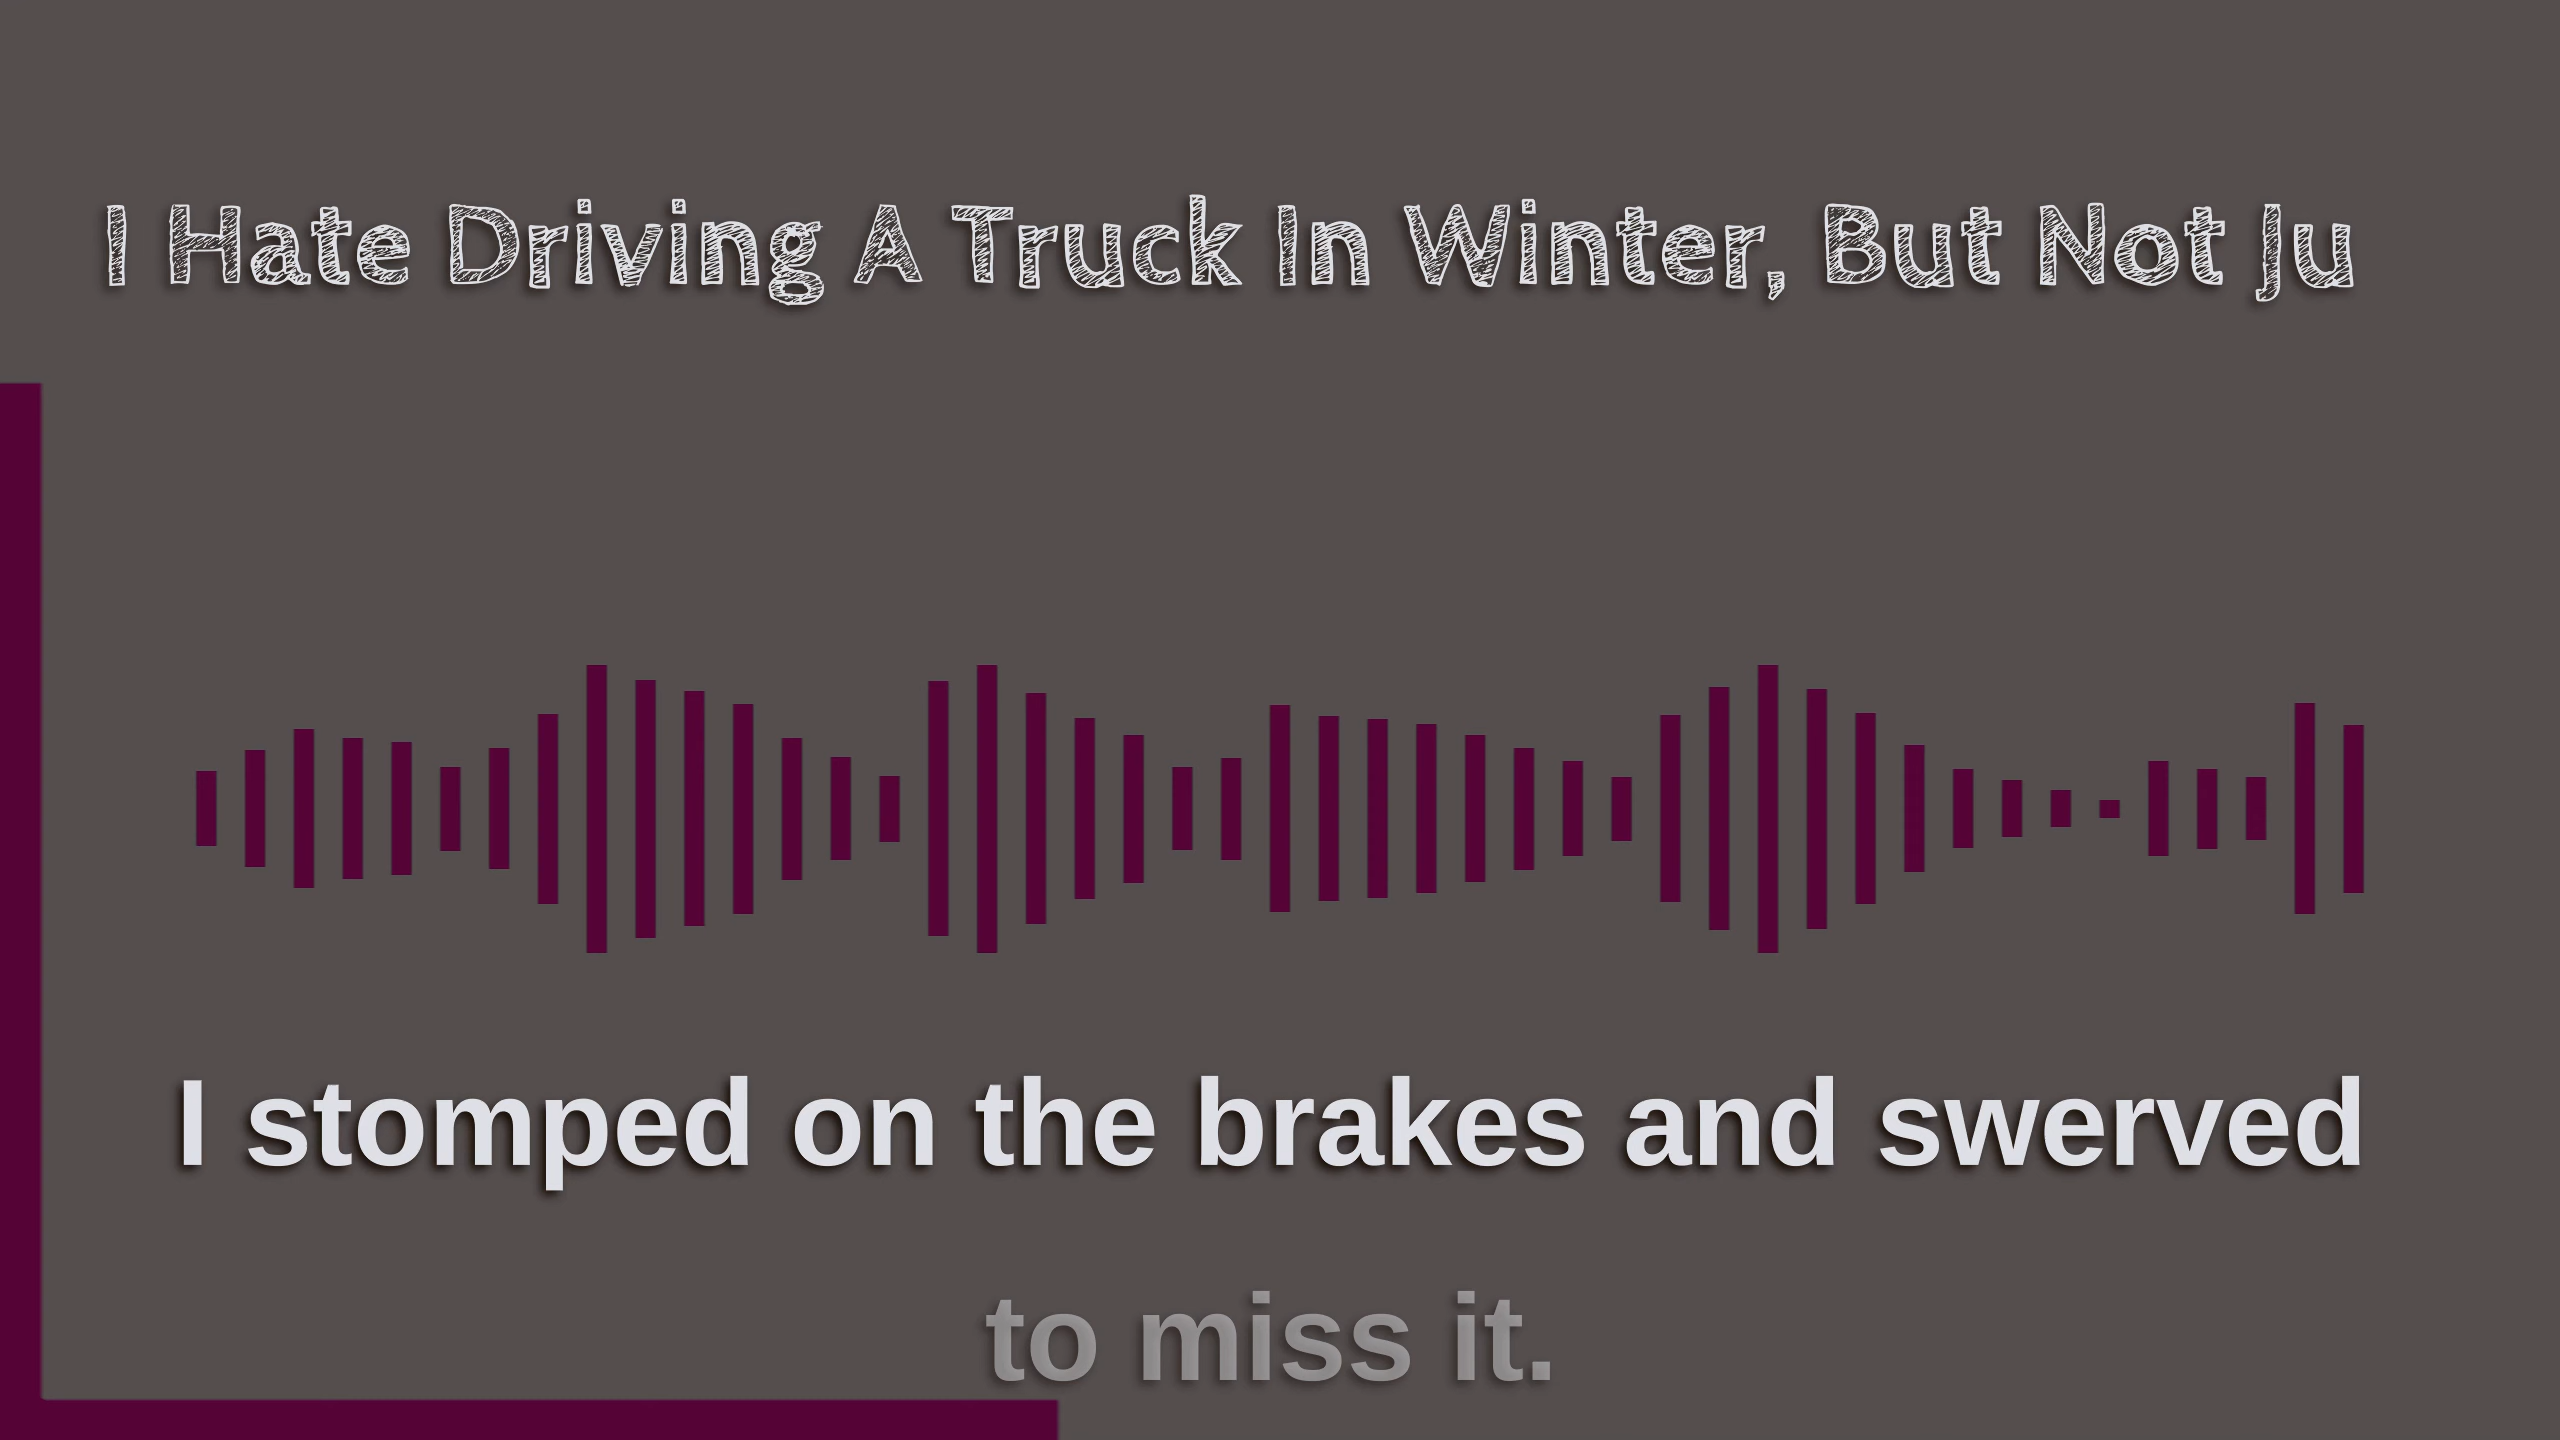 I Hate Driving A Truck In Winter, But Not Ju
I stomped on the brakes and swerved
to miss it.